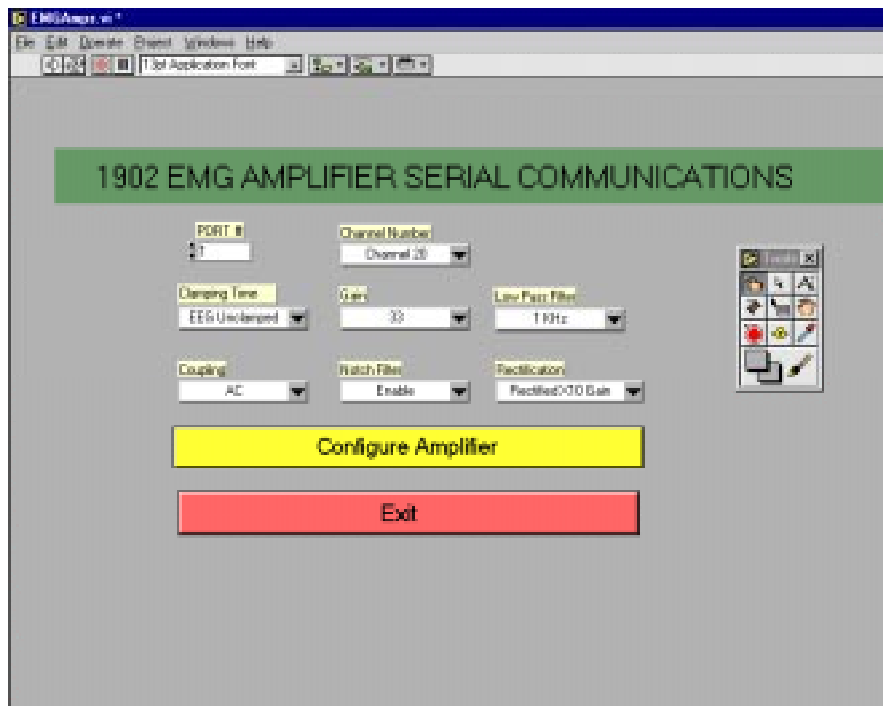 EMGAmps.vi *
File Edit Operate Project Windows Help
13pt Application Font
1902 EMG AMPLIFIER SERIAL COMMUNICATIONS
PORT #
Channel Number
Channel 20
Tools
Clamping Time
Gain
Low Pass Filter
EEG Unclamped
33
1 KHz
Coupling
Notch Filter
Rectification
AC
Enable
Configure Amplifier
Exit